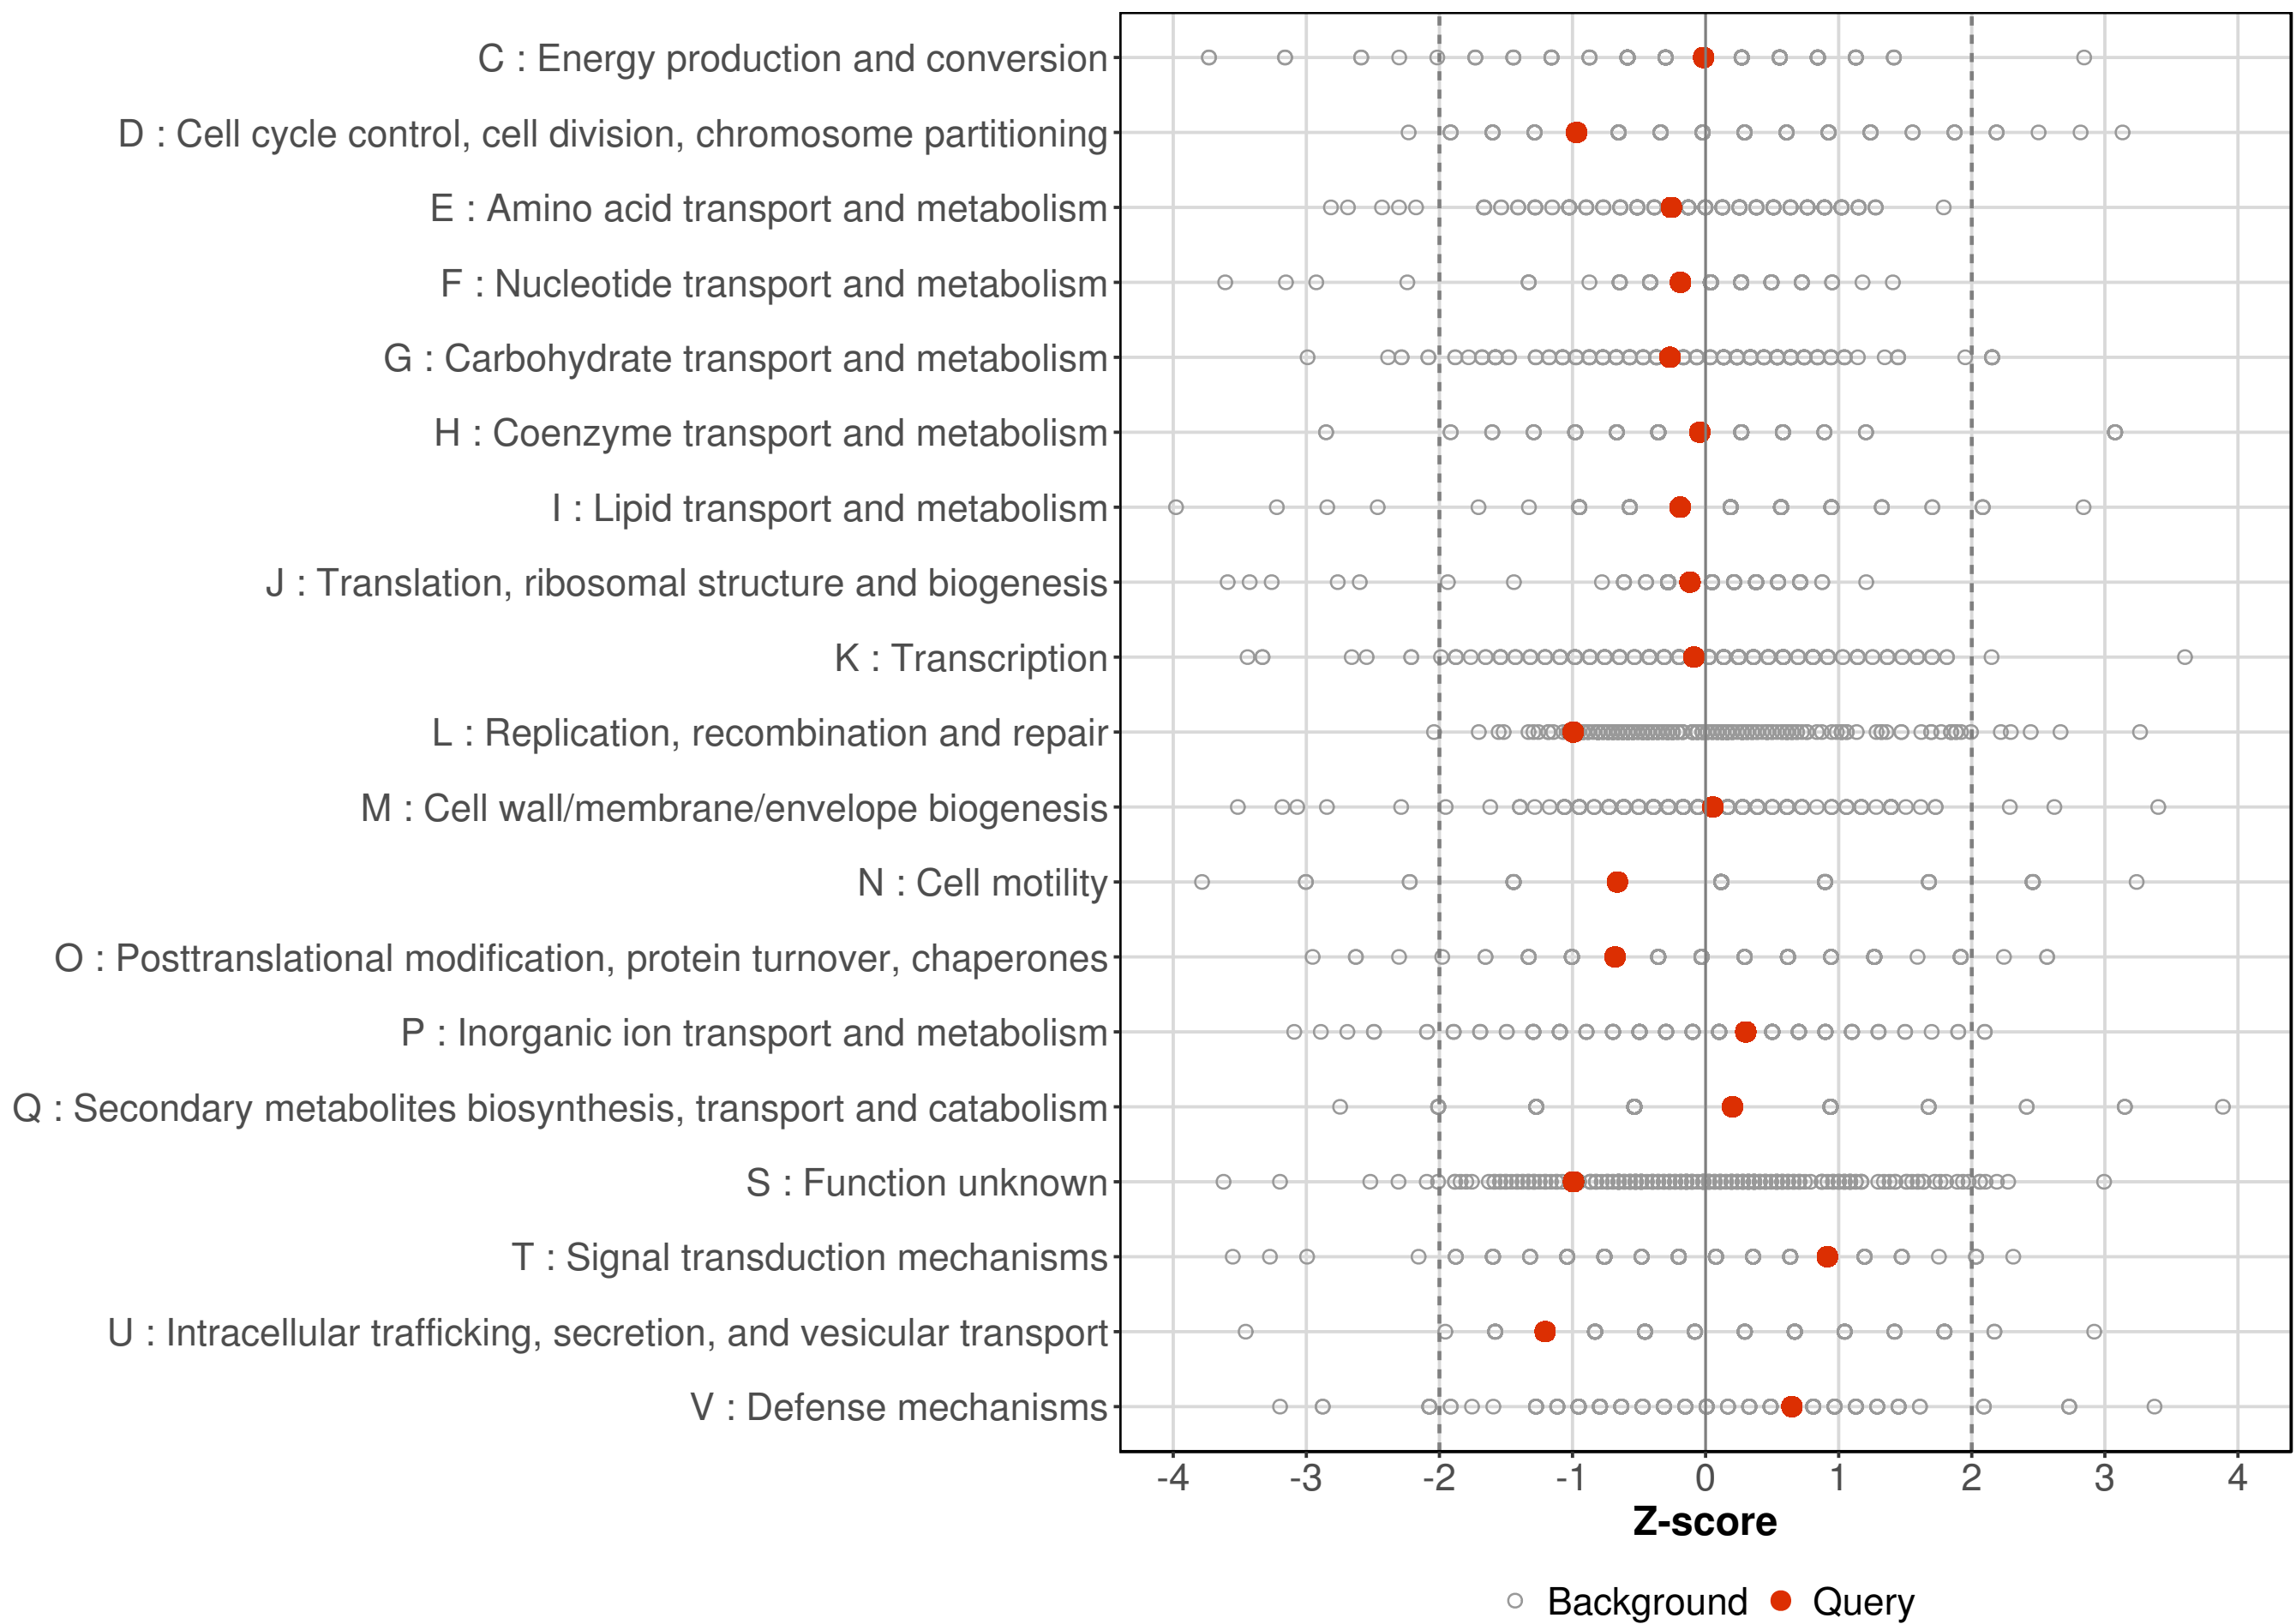 C : Energy production and conversion
D : Cell cycle control, cell division, chromosome partitioning
E : Amino acid transport and metabolism
F : Nucleotide transport and metabolism
G : Carbohydrate transport and metabolism
H : Coenzyme transport and metabolism
I : Lipid transport and metabolism
J : Translation, ribosomal structure and biogenesis
K : Transcription
L : Replication, recombination and repair
M : Cell wall/membrane/envelope biogenesis
N : Cell motility
O : Posttranslational modification, protein turnover, chaperones
P : Inorganic ion transport and metabolism
Q : Secondary metabolites biosynthesis, transport and catabolism
S : Function unknown
T : Signal transduction mechanisms
U : Intracellular trafficking, secretion, and vesicular transport
V : Defense mechanisms
-4 -3 -2 -1 0 1 2 3 4
Z-score
Background Query